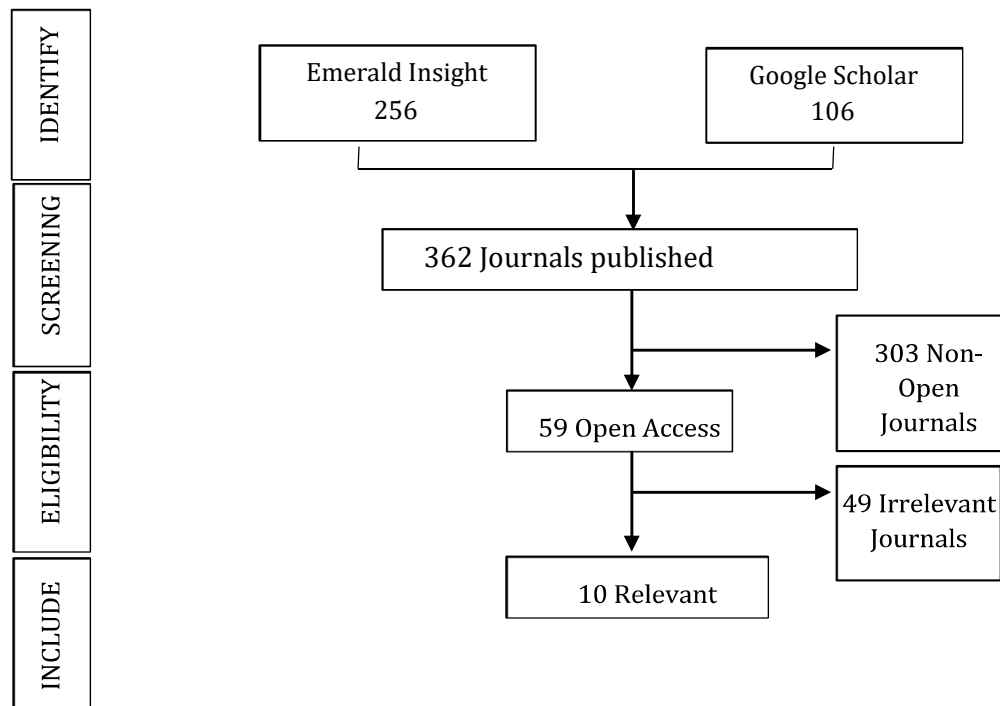 IDENTIFY
Emerald Insight
256
Google Scholar
106
SCREENING
362 Journals published
303 Non-
Open
Journals
ELIGIBILITY
59 Open Access
49 Irrelevant
Journals
INCLUDE
10 Relevant